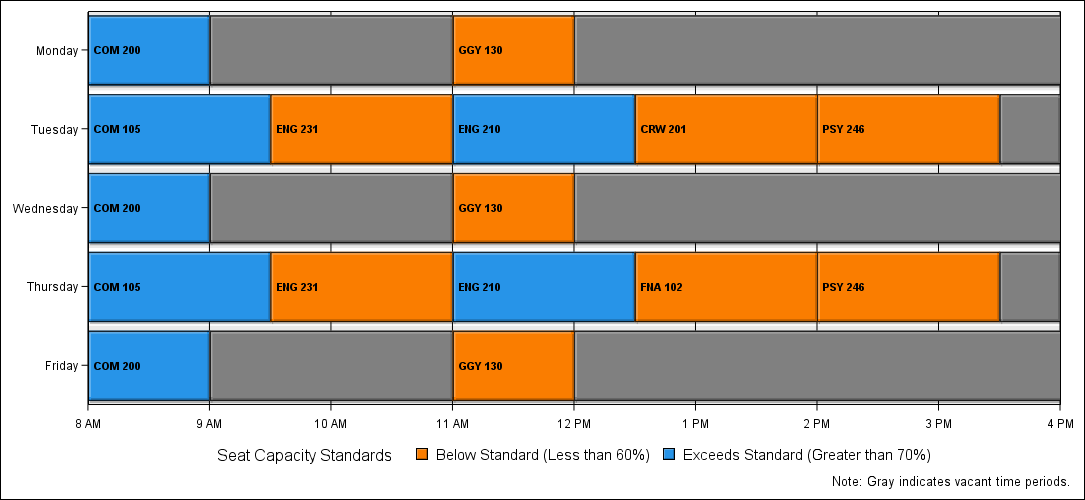 Monday COM 200 GGY 130
Tuesday COM 105 ENG 231 ENG 210 CRW 201 PSY 246
Wednesday COM 200 GGY 130
Thursday COM 105 ENG 231 ENG 210 FNA 102 PSY 246
Friday COM 200 GGY 130
8 AM 9 AM 10 AM 11 AM 12 PM 1 PM 2 PM 3 PM 4 PM
Seat Capacity Standards Below Standard (Less than 60%) Exceeds Standard (Greater than 70%)
Note: Gray indicates vacant time periods.